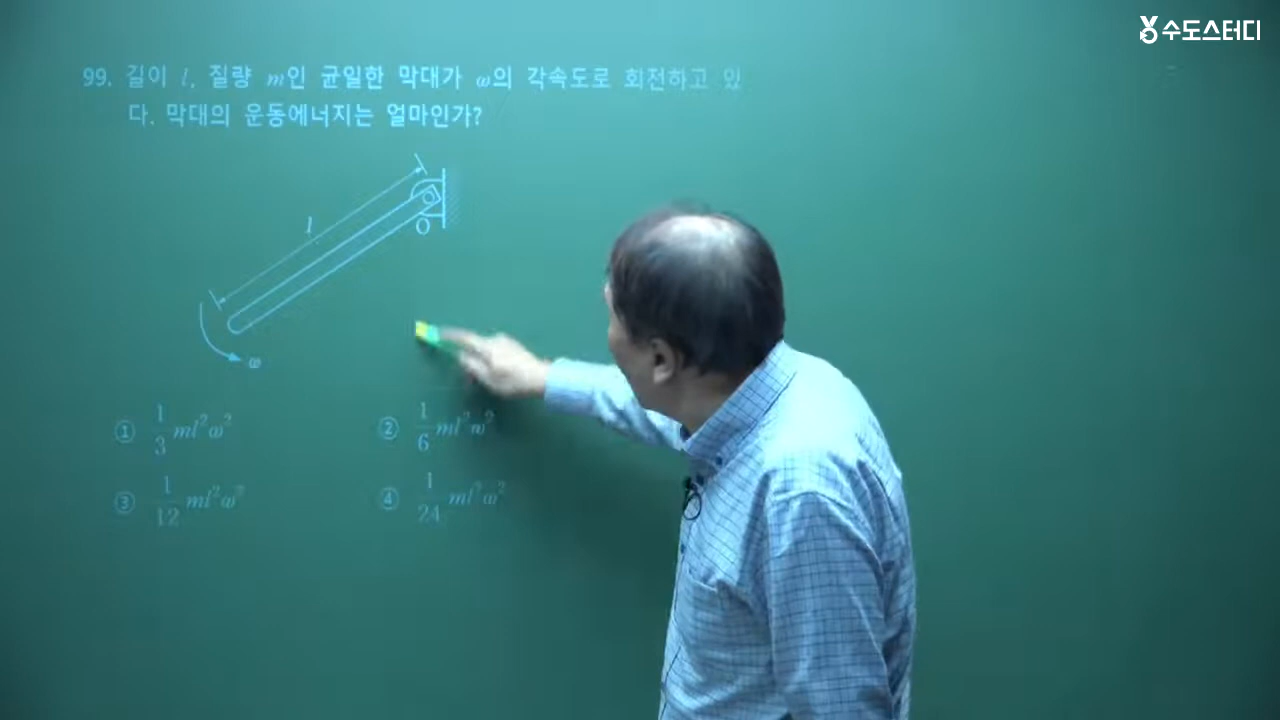 수도스터디
99. 길이 l, 질량 m인 균일한 막대가 ω의 각속도로 회전하고 있
다. 막대의 운동에너지는 얼마인가?
l
O
ω
① 1/3 ml²ω² ② 1/6 ml²w²
③ 1/12 ml²ω² ④ 1/24 ml²ω²